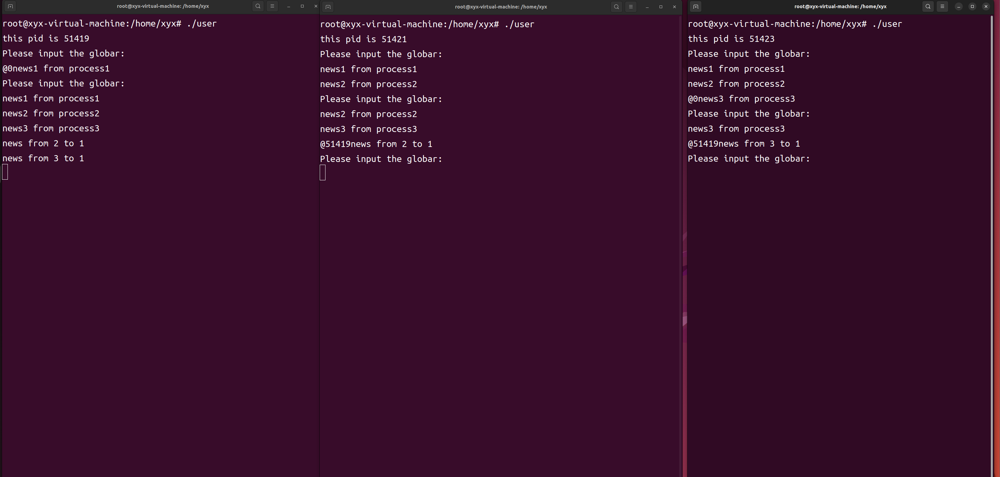 root@xyx-virtual-machine: /home/xyx
root@xyx-virtual-machine:/home/xyx# ./user
this pid is 51419
Please input the globar:
@0news1 from process1
Please input the globar:
news1 from process1
news2 from process2
news3 from process3
news from 2 to 1
news from 3 to 1
root@xyx-virtual-machine: /home/xyx
root@xyx-virtual-machine:/home/xyx# ./user
this pid is 51421
Please input the globar:
news1 from process1
news2 from process2
Please input the globar:
news2 from process2
news3 from process3
@51419news from 2 to 1
Please input the globar:
root@xyx-virtual-machine: /home/xyx
root@xyx-virtual-machine:/home/xyx# ./user
this pid is 51423
Please input the globar:
news1 from process1
news2 from process2
@0news3 from process3
Please input the globar:
news3 from process3
@51419news from 3 to 1
Please input the globar: